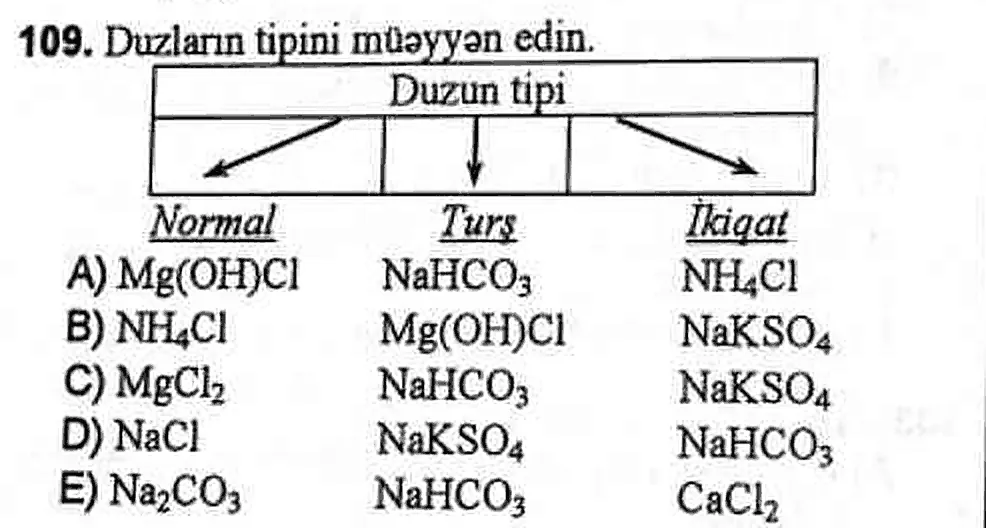 109. Duzların tipini müəyyən edin.
Duzun tipi
Normal Turş İkiqat
A) Mg(OH)Cl NaHCO₃ NH₄Cl
B) NH₄Cl Mg(OH)Cl NaKSO₄
C) MgCl₂ NaHCO₃ NaKSO₄
D) NaCl NaKSO₄ NaHCO₃
E) Na₂CO₃ NaHCO₃ CaCl₂